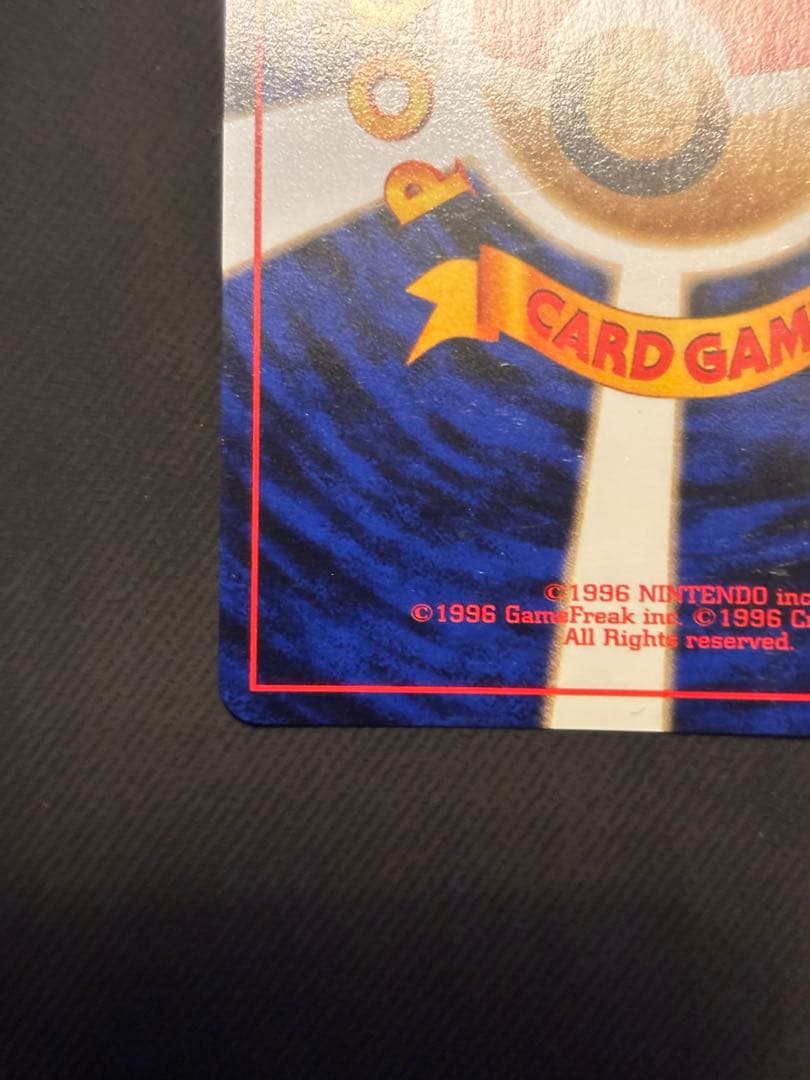 P O C
CARD GAM
©1996 NINTENDO inc
©1996 GameFreak inc. ©1996 Cr
All Rights reserved.